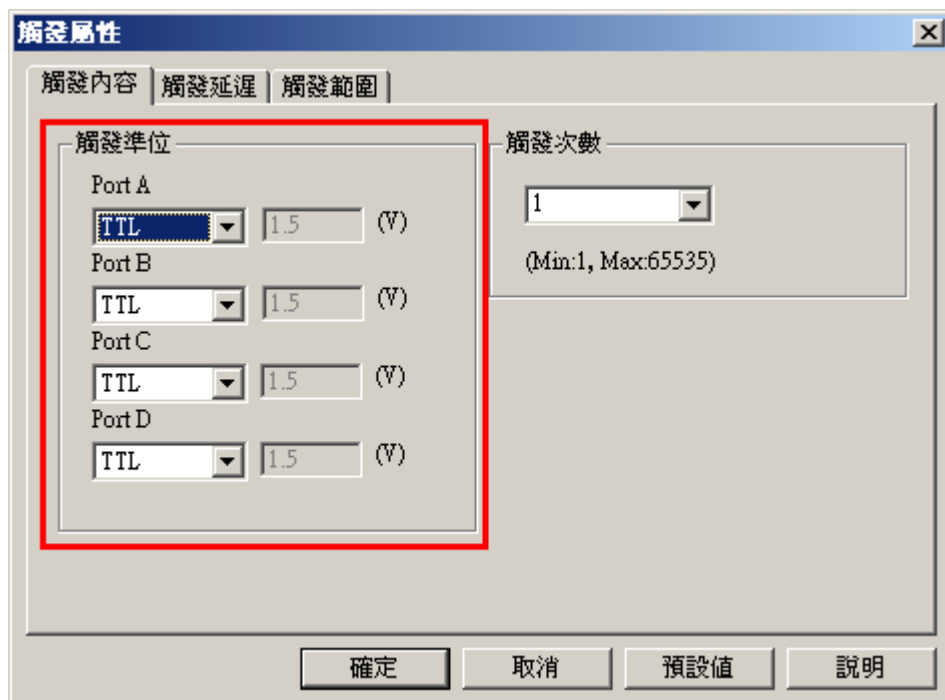 觸發屬性
觸發內容 觸發延遲 觸發範圍
觸發準位
Port A
TTL 1.5 (V)
Port B
TTL 1.5 (V)
Port C
TTL 1.5 (V)
Port D
TTL 1.5 (V)
觸發次數
1
(Min:1, Max:65535)
確定 取消 預設值 說明